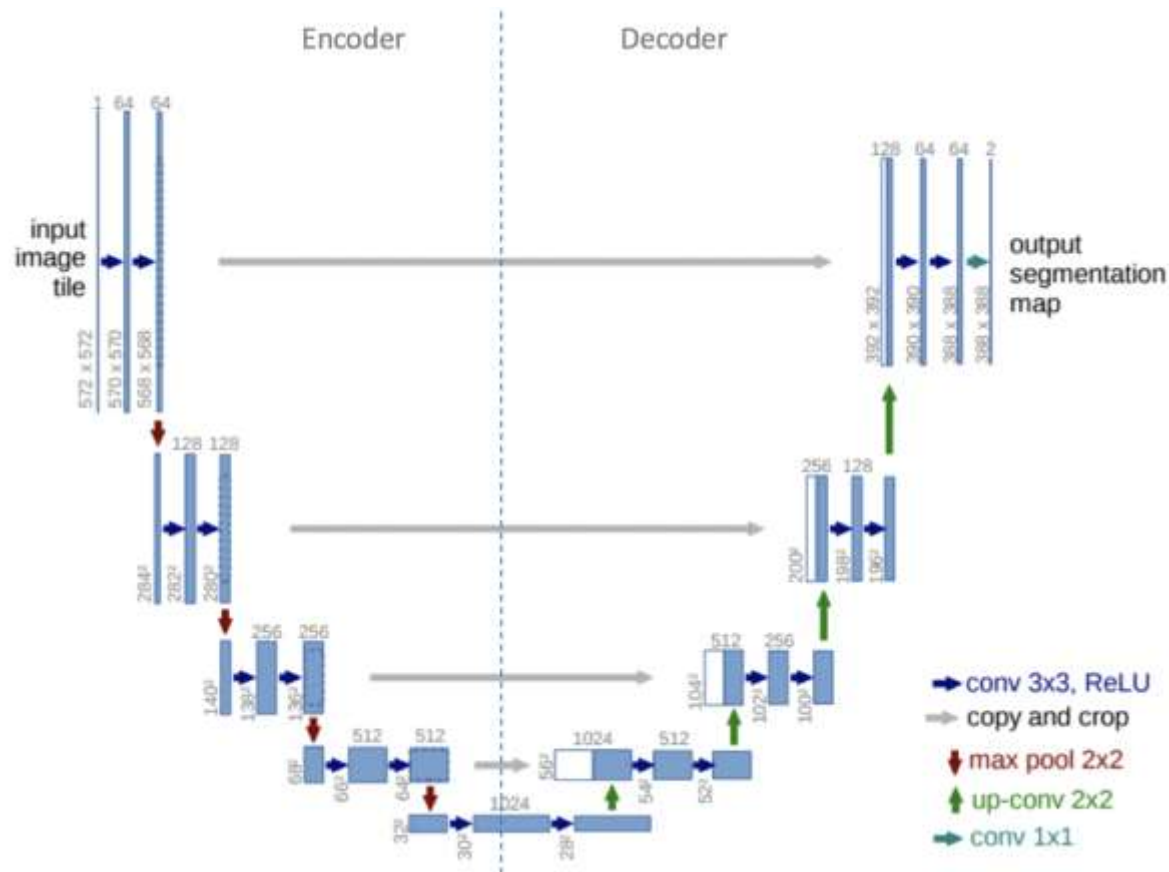 Encoder
Decoder
1 64 64
input
image
tile
572 x 572
570 x 570
568 x 568
128 64 64 2
output
segmentation
map
392 x 392
390 x 390
388 x 388
388 x 388
128 128
284²
282²
280²
256 128
200²
198²
196²
256 256
140²
138²
136²
512 256
104²
102²
100²
512 512
68²
66²
64²
1024 512
56²
54²
52²
1024
32²
30²
28²
conv 3x3, ReLU
copy and crop
max pool 2x2
up-conv 2x2
conv 1x1